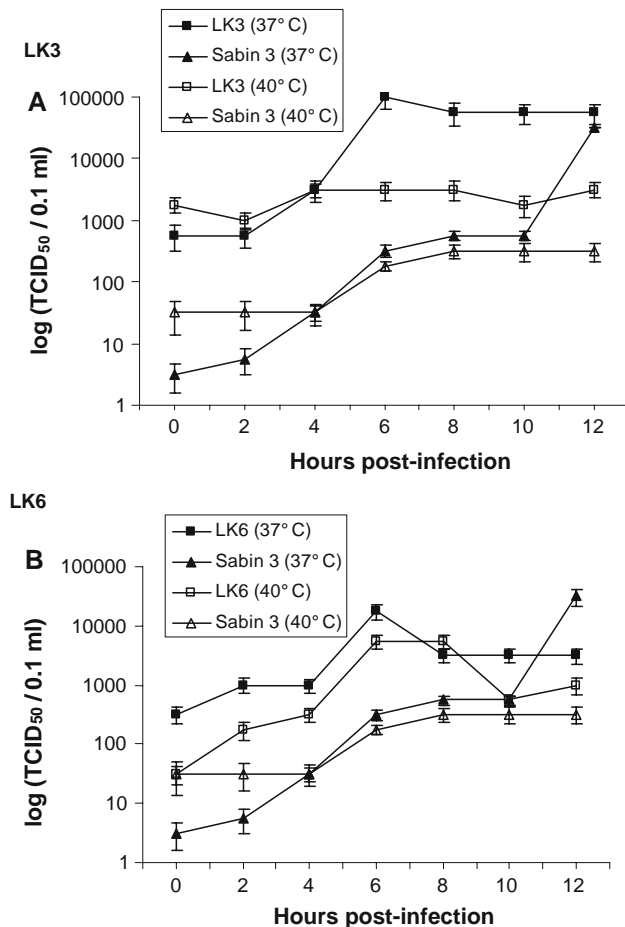 LK3
LK3 (37° C)
Sabin 3 (37° C)
LK3 (40° C)
Sabin 3 (40° C)
A
100000
10000
1000
100
10
1
log (TCID50 / 0.1 ml)
0 2 4 6 8 10 12
Hours post-infection
LK6
LK6 (37° C)
Sabin 3 (37° C)
LK6 (40° C)
Sabin 3 (40° C)
B
100000
10000
1000
100
10
1
log (TCID50 / 0.1 ml)
0 2 4 6 8 10 12
Hours post-infection